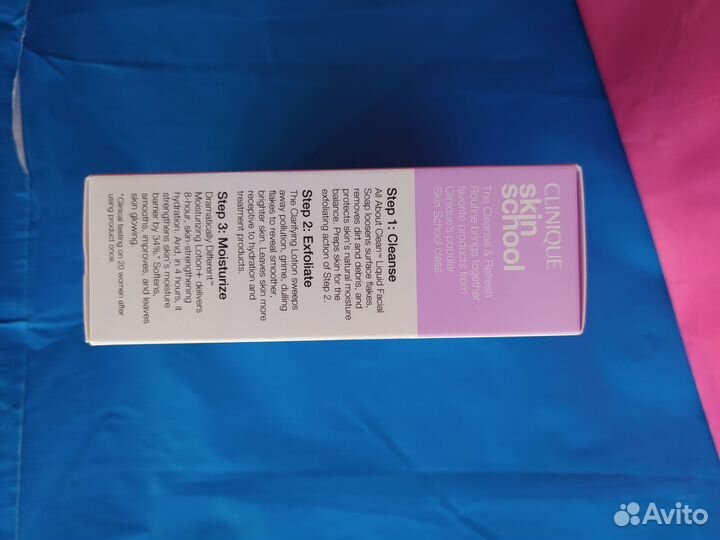 CLINIQUE
skin
school
The Cleanse & Refresh
Routine brings together
favorite products from
Clinique's popular
Skin School class.
Step 1: Cleanse
All About Clean™ Liquid Facial
Soap loosens surface flakes,
removes dirt and debris, and
protects skin's natural moisture
balance. Preps skin for the
exfoliating action of Step 2.
Step 2: Exfoliate
The Clarifying Lotion sweeps
away pollution, grime, dulling
flakes to reveal smoother,
brighter skin. Leaves skin more
receptive to hydration and
treatment products.
Step 3: Moisturize
Dramatically Different™
Moisturizing Lotion+ delivers
8-hour, skin-strengthening
hydration. And, in 4 hours, it
strengthens skin's moisture
barrier by 34%.* Softens,
smooths, improves, and leaves
skin glowing.
*Clinical testing on 20 women after
using product once.
Avito